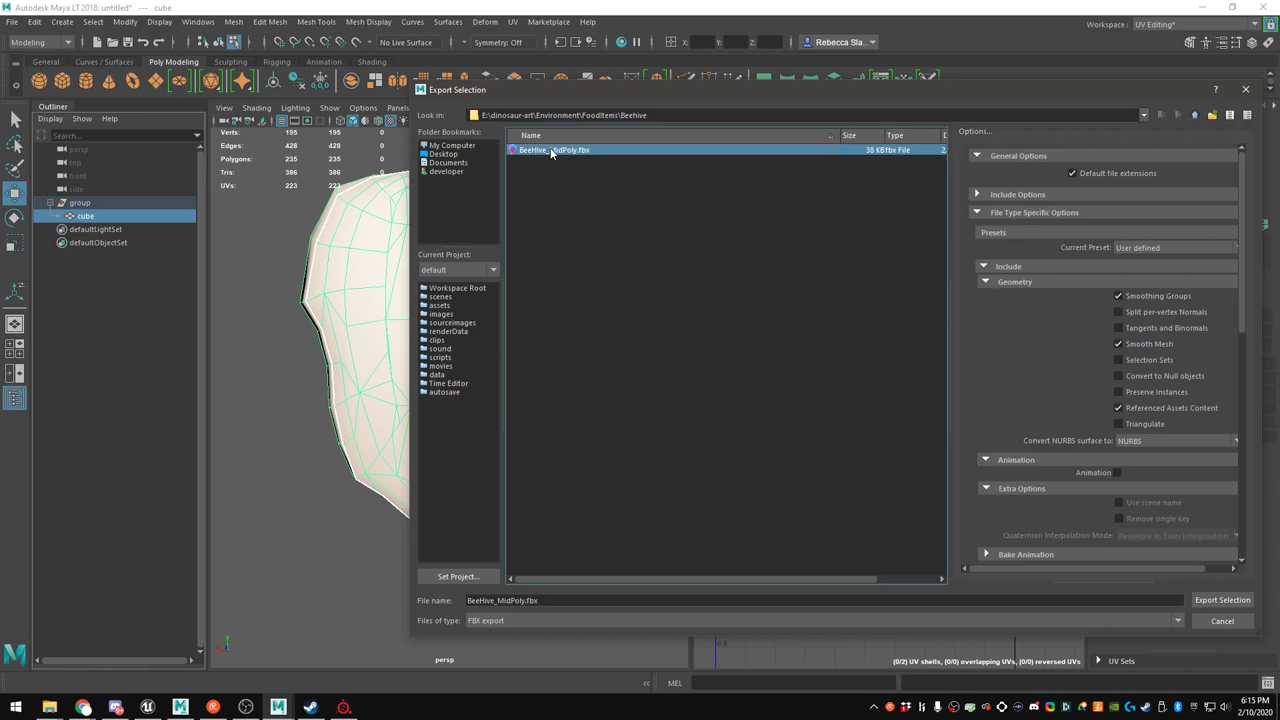 Autodesk Maya LT 2018: untitled*   ---   cube
File Edit Create Select Modify Display Windows Mesh Edit Mesh Mesh Tools Mesh Display Curves Surfaces Deform UV Marketplace Help
Workspace : UV Editing*
Modeling No Live Surface Symmetry: Off X: Y: Z: Rebecca Sla...
General Curves / Surfaces Poly Modeling Sculpting Rigging Animation Shading
Export Selection
Outliner
Display Show Help
Search...
persp
top
front
side
group
cube
defaultLightSet
defaultObjectSet
View Shading Lighting Show Options Panels
Verts: 195 195 0
Edges: 428 428 0
Polygons: 235 235 0
Tris: 386 386 0
UVs: 223 223 0
persp
Look in: E:\dinosaur-art\Environment\FoodItems\Beehive
Folder Bookmarks:
My Computer
Desktop
Documents
developer
Current Project:
default
Workspace Root
scenes
assets
images
sourceimages
renderData
clips
sound
scripts
movies
data
Time Editor
autosave
Set Project...
Name Size Type D
BeeHive_MidPoly.fbx 38 KB fbx File 2/
Options...
General Options
Default file extensions
Include Options
File Type Specific Options
Presets
Current Preset: User defined
Include
Geometry
Smoothing Groups
Split per-vertex Normals
Tangents and Binormals
Smooth Mesh
Selection Sets
Convert to Null objects
Preserve Instances
Referenced Assets Content
Triangulate
Convert NURBS surface to: NURBS
Animation
Animation
Extra Options
Use scene name
Remove single key
Quaternion Interpolation Mode: Resample As Euler Interpolation
Bake Animation
File name: BeeHive_MidPoly.fbx Export Selection
Files of type: FBX export Cancel
(0/2) UV shells, (0/0) overlapping UVs, (0/0) reversed UVs
UV Sets
MEL
6:15 PM
2/10/2020